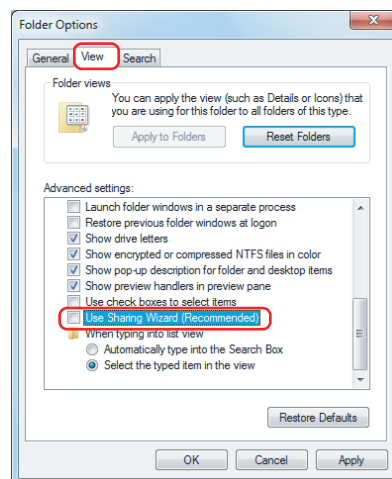 Folder Options
General View Search
Folder views
You can apply the view (such as Details or Icons) that
you are using for this folder to all folders of this type.
Apply to Folders Reset Folders
Advanced settings:
Launch folder windows in a separate process
Restore previous folder windows at logon
Show drive letters
Show encrypted or compressed NTFS files in color
Show pop-up description for folder and desktop items
Show preview handlers in preview pane
Use check boxes to select items
Use Sharing Wizard (Recommended)
When typing into list view
Automatically type into the Search Box
Select the typed item in the view
Restore Defaults
OK Cancel Apply